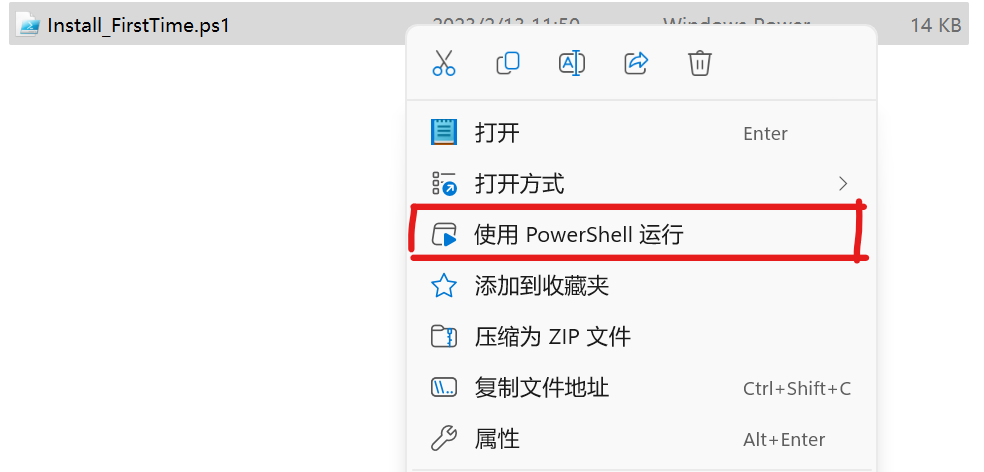 Install_FirstTime.ps1 2023/2/13 11:50 Windows Power... 14 KB
打开 Enter
打开方式
使用 PowerShell 运行
添加到收藏夹
压缩为 ZIP 文件
复制文件地址 Ctrl+Shift+C
属性 Alt+Enter